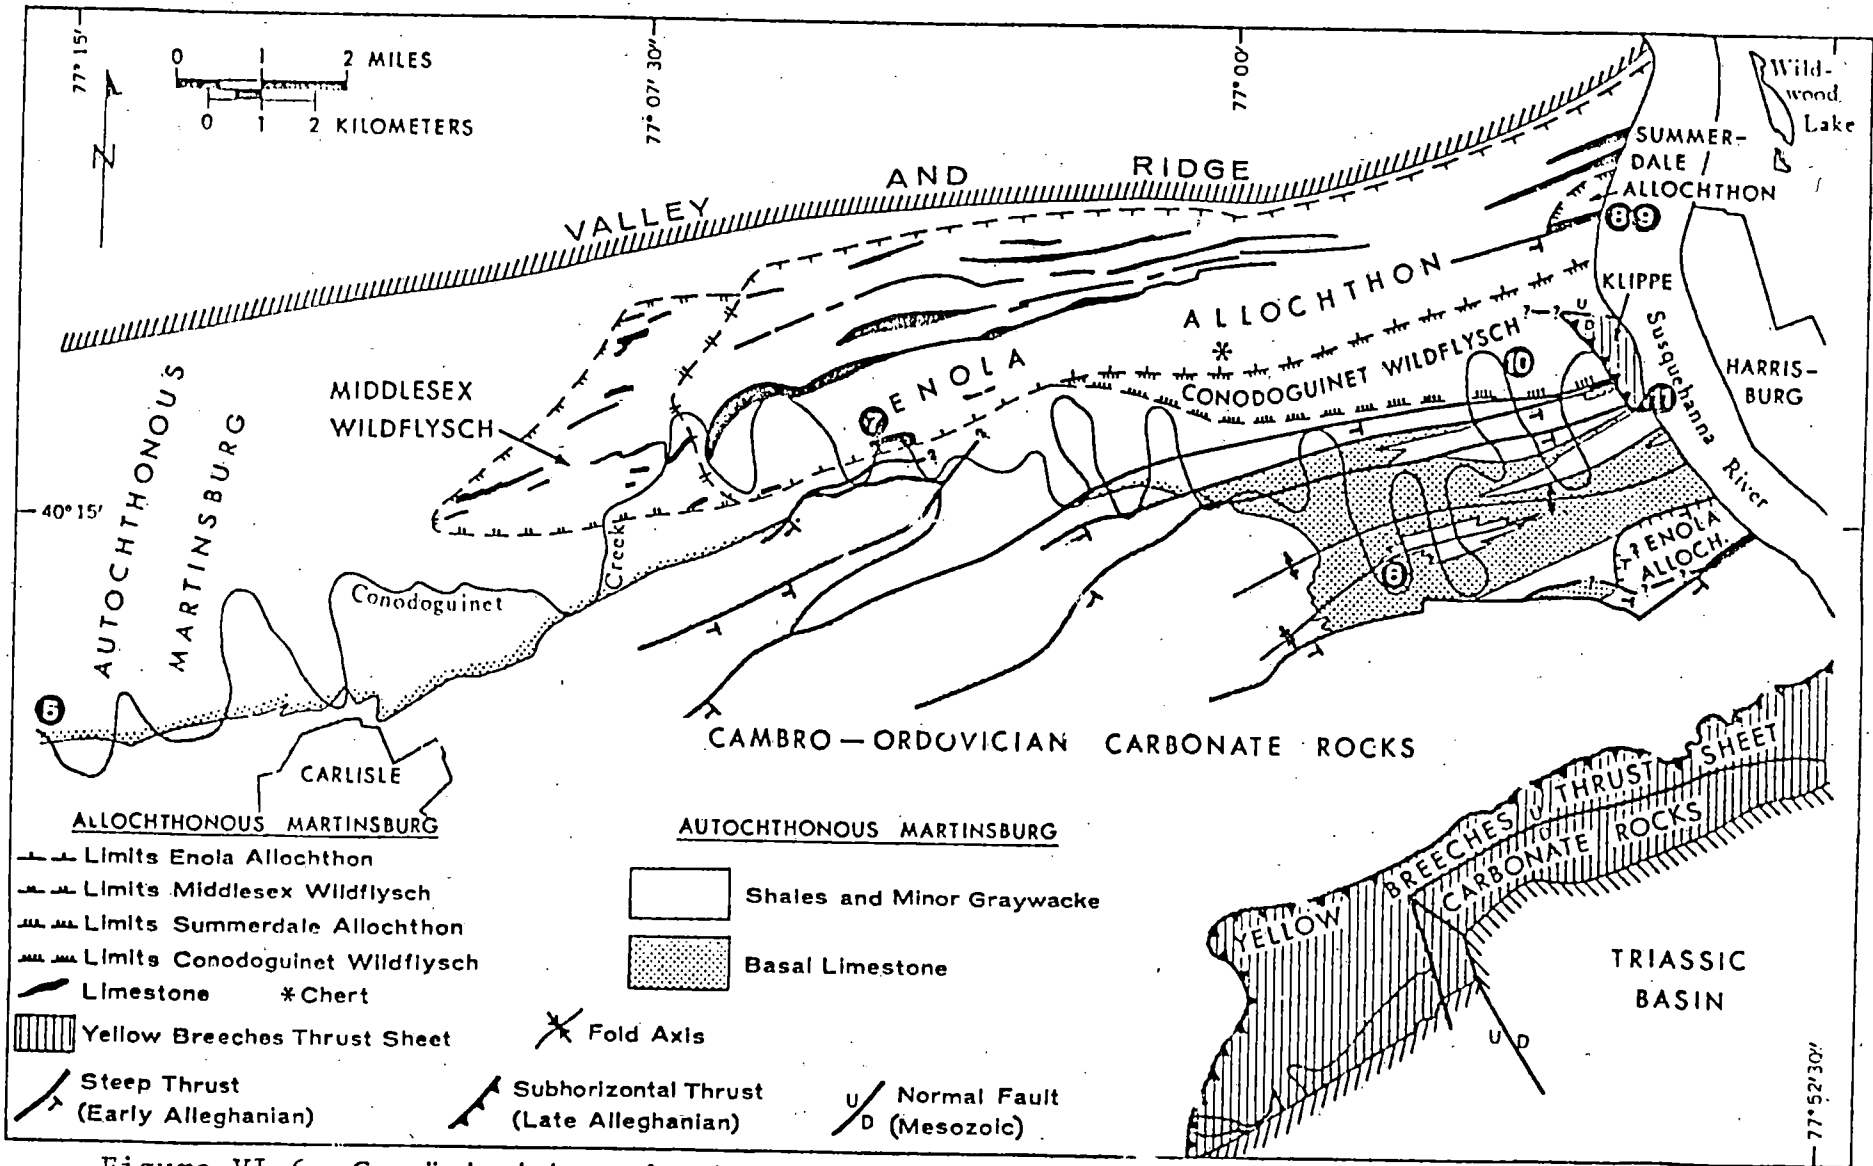 77° 15′
77° 07′ 30″
77° 00′
0 1 2 MILES
0 1 2 KILOMETERS
N
Wild-
wood
Lake
SUMMER-
DALE
ALLOCHTHON
8 9
VALLEY AND RIDGE
KLIPPE
Susquehanna River
HARRIS-
BURG
ALLOCHTHON
ENOLA
CONODOGUINET WILDFLYSCH ?—?
U
D
10
11
7
?
?
MIDDLESEX
WILDFLYSCH
AUTOCHTHONOUS
MARTINSBURG
40° 15′
Creek
Conodoguinet
? ENOLA
ALLOCH.
?
?
?
6
5
CARLISLE
CAMBRO — ORDOVICIAN CARBONATE ROCKS
YELLOW BREECHES THRUST SHEET
U
D
CARBONATE ROCKS
TRIASSIC
BASIN
U D
77° 52′ 30″
ALLOCHTHONOUS MARTINSBURG
Limits Enola Allochthon
Limits Middlesex Wildflysch
Limits Summerdale Allochthon
Limits Conodoguinet Wildflysch
Limestone *Chert
Yellow Breeches Thrust Sheet
Steep Thrust
(Early Alleghanian)
AUTOCHTHONOUS MARTINSBURG
Shales and Minor Graywacke
Basal Limestone
Fold Axis
Subhorizontal Thrust
(Late Alleghanian)
U
D
Normal Fault
(Mesozoic)
Figure VI-6.